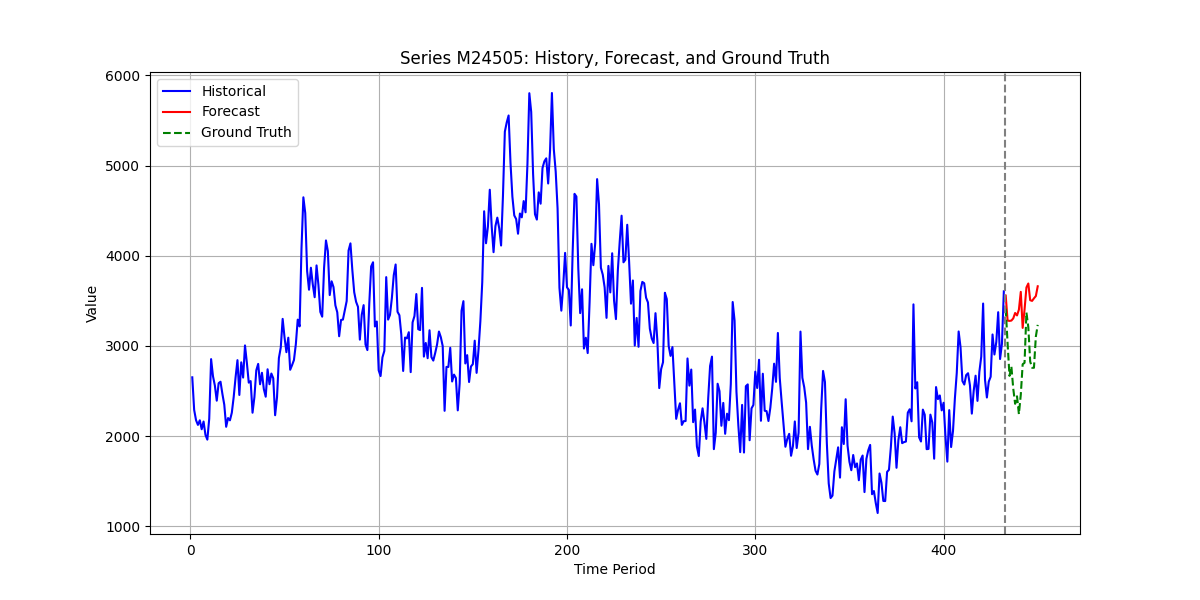 Series M24505: History, Forecast, and Ground Truth
6000
5000
4000
3000
2000
1000
Value
Historical
Forecast
Ground Truth
0
100
200
300
400
Time Period